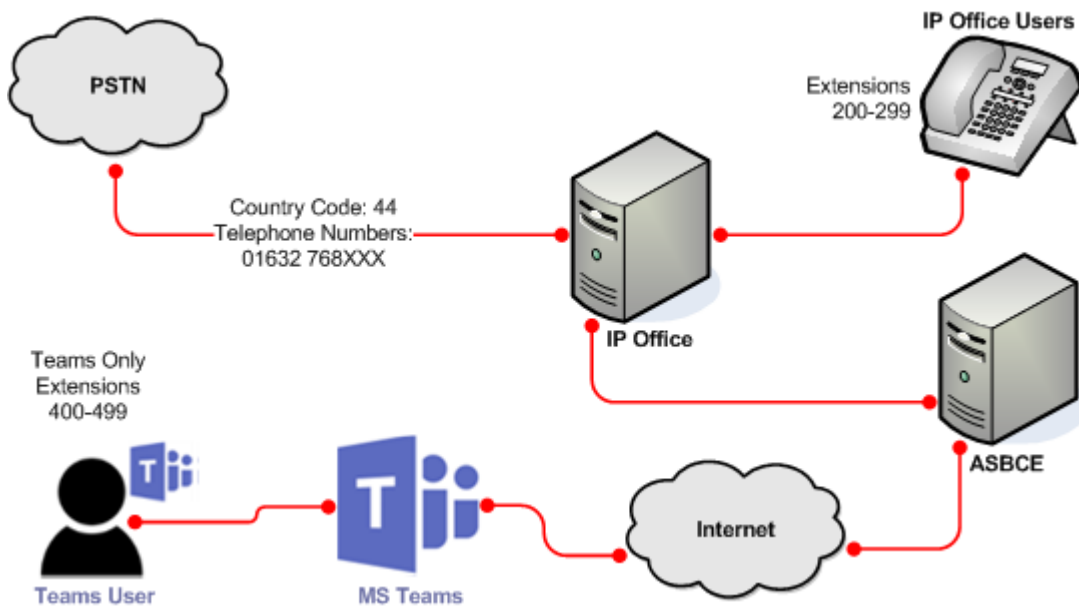 IP Office Users
PSTN
Extensions
200-299
Country Code: 44
Telephone Numbers:
01632 768XXX
IP Office
Teams Only
Extensions
400-499
ASBCE
T
T
Internet
Teams User
MS Teams